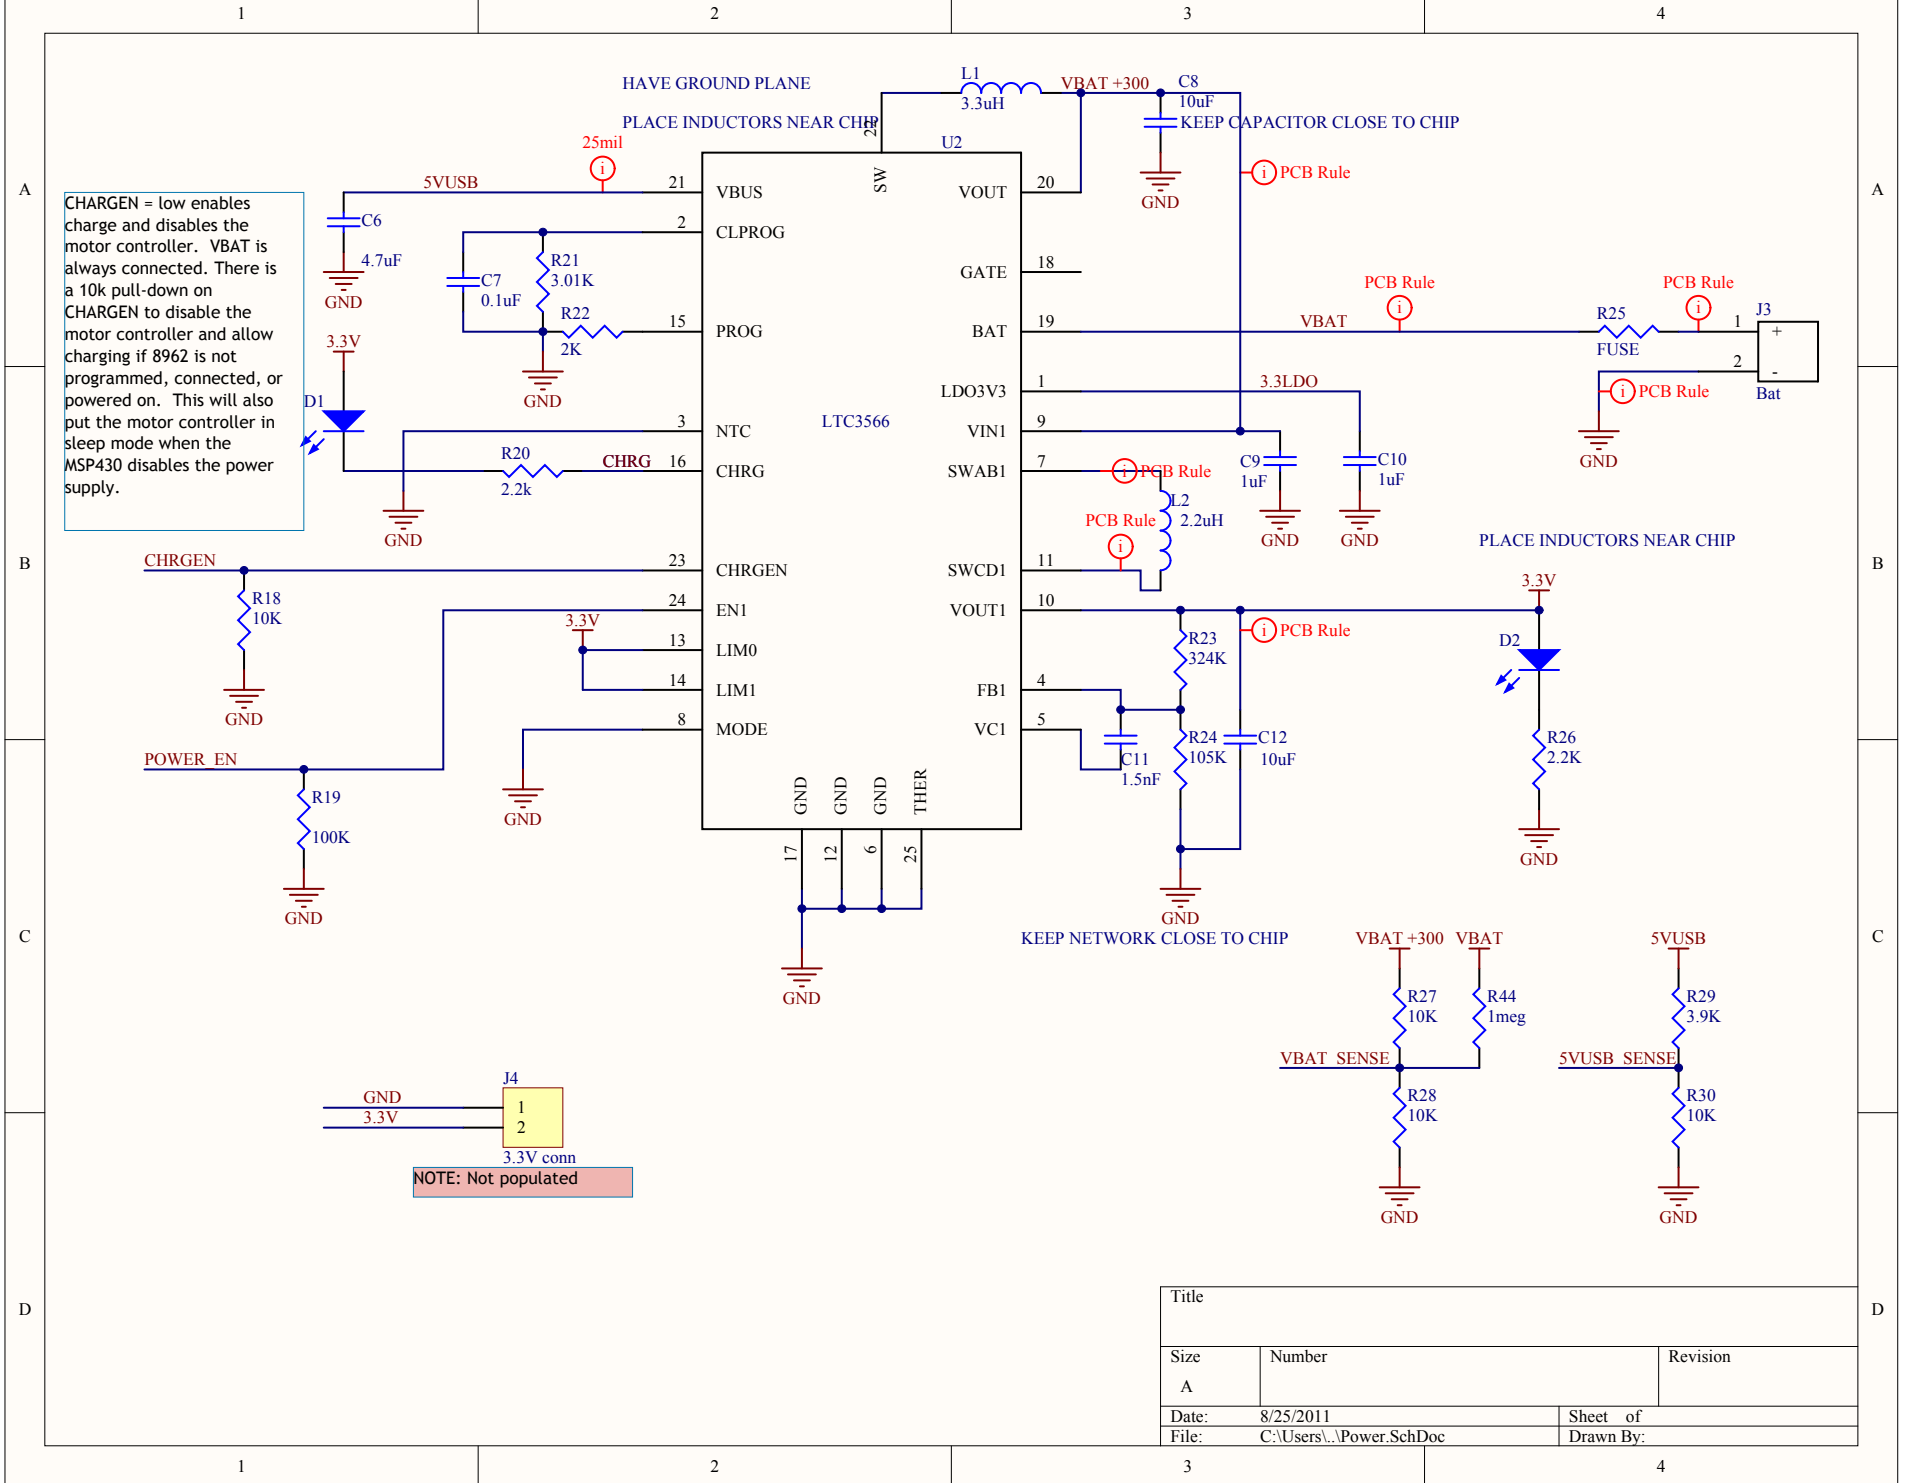 1
2
3
4
HAVE GROUND PLANE
PLACE INDUCTORS NEAR CHIP
L1
3.3uH
VBAT +300
C8
10uF
KEEP CAPACITOR CLOSE TO CHIP
GND
PCB Rule
25mil
i
i
22
SW
U2
LTC3566
A
A
CHARGEN = low enables
charge and disables the
motor controller. VBAT is
always connected. There is
a 10k pull-down on
CHARGEN to disable the
motor controller and allow
charging if 8962 is not
programmed, connected, or
powered on. This will also
put the motor controller in
sleep mode when the
MSP430 disables the power
supply.
5VUSB
21
VBUS
C6
4.7uF
GND
2
CLPROG
C7
0.1uF
R21
3.01K
R22
2K
15
PROG
GND
3.3V
D1
3
NTC
R20
2.2k
CHRG
16
CHRG
GND
VOUT
20
GATE
18
BAT
19
VBAT
PCB Rule
i
R25
FUSE
PCB Rule
i
J3
1
+
2
-
Bat
i
PCB Rule
GND
LDO3V3
1
3.3LDO
VIN1
9
SWAB1
7
i
PCB Rule
L2
2.2uH
PCB Rule
i
C9
1uF
GND
C10
1uF
GND
SWCD1
11
VOUT1
10
PLACE INDUCTORS NEAR CHIP
B
B
CHRGEN
23
CHRGEN
R18
10K
GND
24
EN1
3.3V
13
LIM0
14
LIM1
8
MODE
GND
POWER_EN
R19
100K
GND
3.3V
D2
R26
2.2K
GND
i
PCB Rule
R23
324K
FB1
4
VC1
5
C11
1.5nF
R24
105K
C12
10uF
GND
KEEP NETWORK CLOSE TO CHIP
GND
GND
GND
THER
17
12
6
25
GND
C
C
VBAT +300
VBAT
R27
10K
R44
1meg
VBAT_SENSE
R28
10K
GND
5VUSB
R29
3.9K
5VUSB_SENSE
R30
10K
GND
J4
GND
1
3.3V
2
3.3V conn
NOTE: Not populated
D
D
Title
Size
A
Number
Revision
Date:
8/25/2011
Sheet of
File:
C:\Users\..\Power.SchDoc
Drawn By:
1
2
3
4